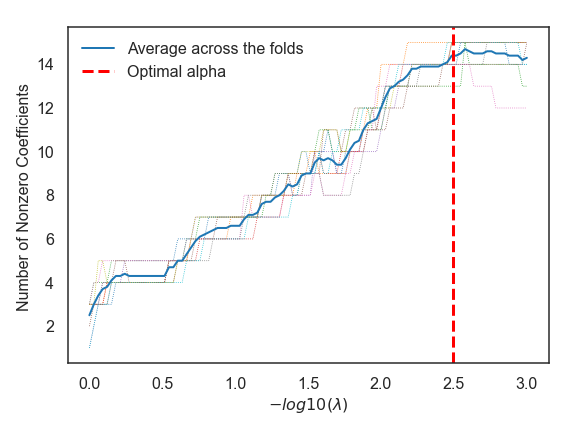 Average across the folds
Optimal alpha
Number of Nonzero Coefficients
14
12
10
8
6
4
2
0.0 0.5 1.0 1.5 2.0 2.5 3.0
−log10(λ)